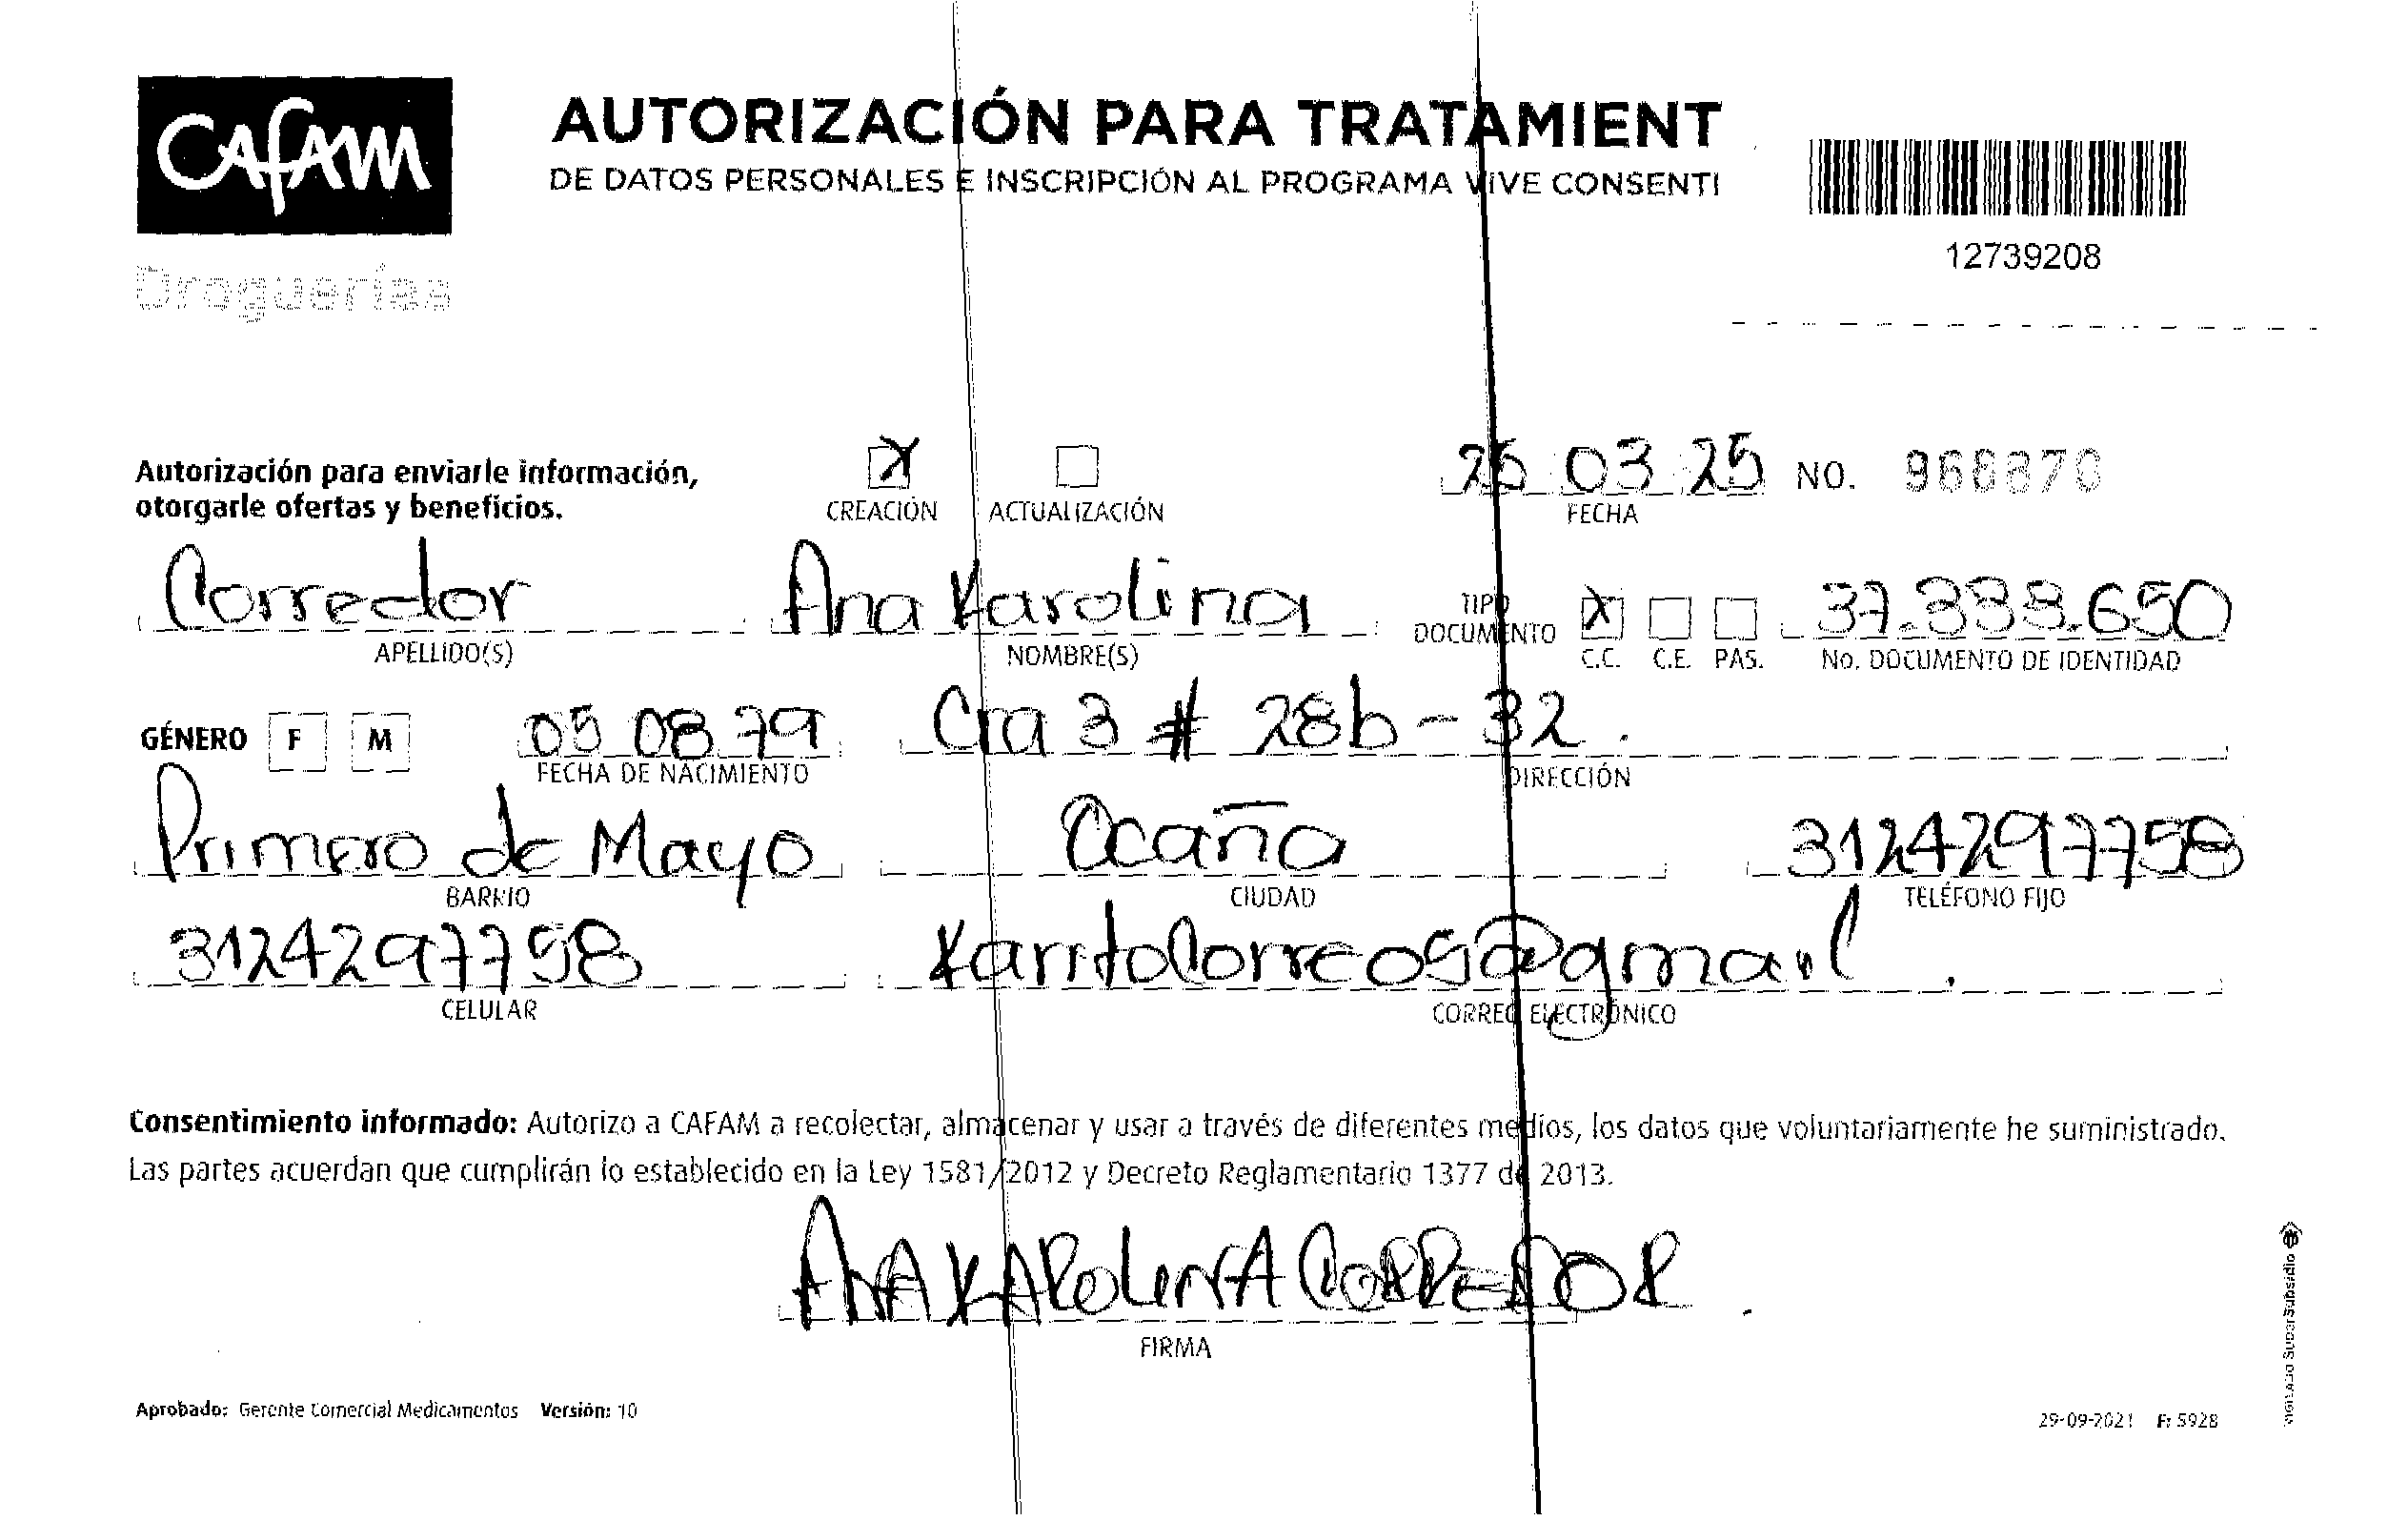 CAFAM
Droguerías
AUTORIZACIÓN PARA TRATAMIENT
DE DATOS PERSONALES E INSCRIPCIÓN AL PROGRAMA VIVE CONSENTI
12739208
Autorización para enviarle información,
otorgarle ofertas y beneficios.
X CREACIÓN
ACTUALIZACIÓN
25 03 25
FECHA
NO. 968870
Corredor
APELLIDO(S)
Ana Karolina
NOMBRE(S)
TIPO
DOCUMENTO
X
C.C. C.E. PAS.
37.333.650
No. DOCUMENTO DE IDENTIDAD
GÉNERO F M
05 08 79
FECHA DE NACIMIENTO
Cra 3 # 28b - 32
DIRECCIÓN
Primero de Mayo
BARRIO
Ocaña
CIUDAD
3124297758
TELÉFONO FIJO
3124297758
CELULAR
KaritoCorreos@gmail.
CORREO ELECTRÓNICO
Consentimiento informado: Autorizo a CAFAM a recolectar, almacenar y usar a través de diferentes medios, los datos que voluntariamente he suministrado.
Las partes acuerdan que cumplirán lo establecido en la Ley 1581/2012 y Decreto Reglamentario 1377 de 2013.
ANA KAROLINA CORREDOR
FIRMA
Aprobado: Gerente Comercial Medicamentos Versión: 10
29-09-2021 F: 5928
VIGILADO SuperSubsidio